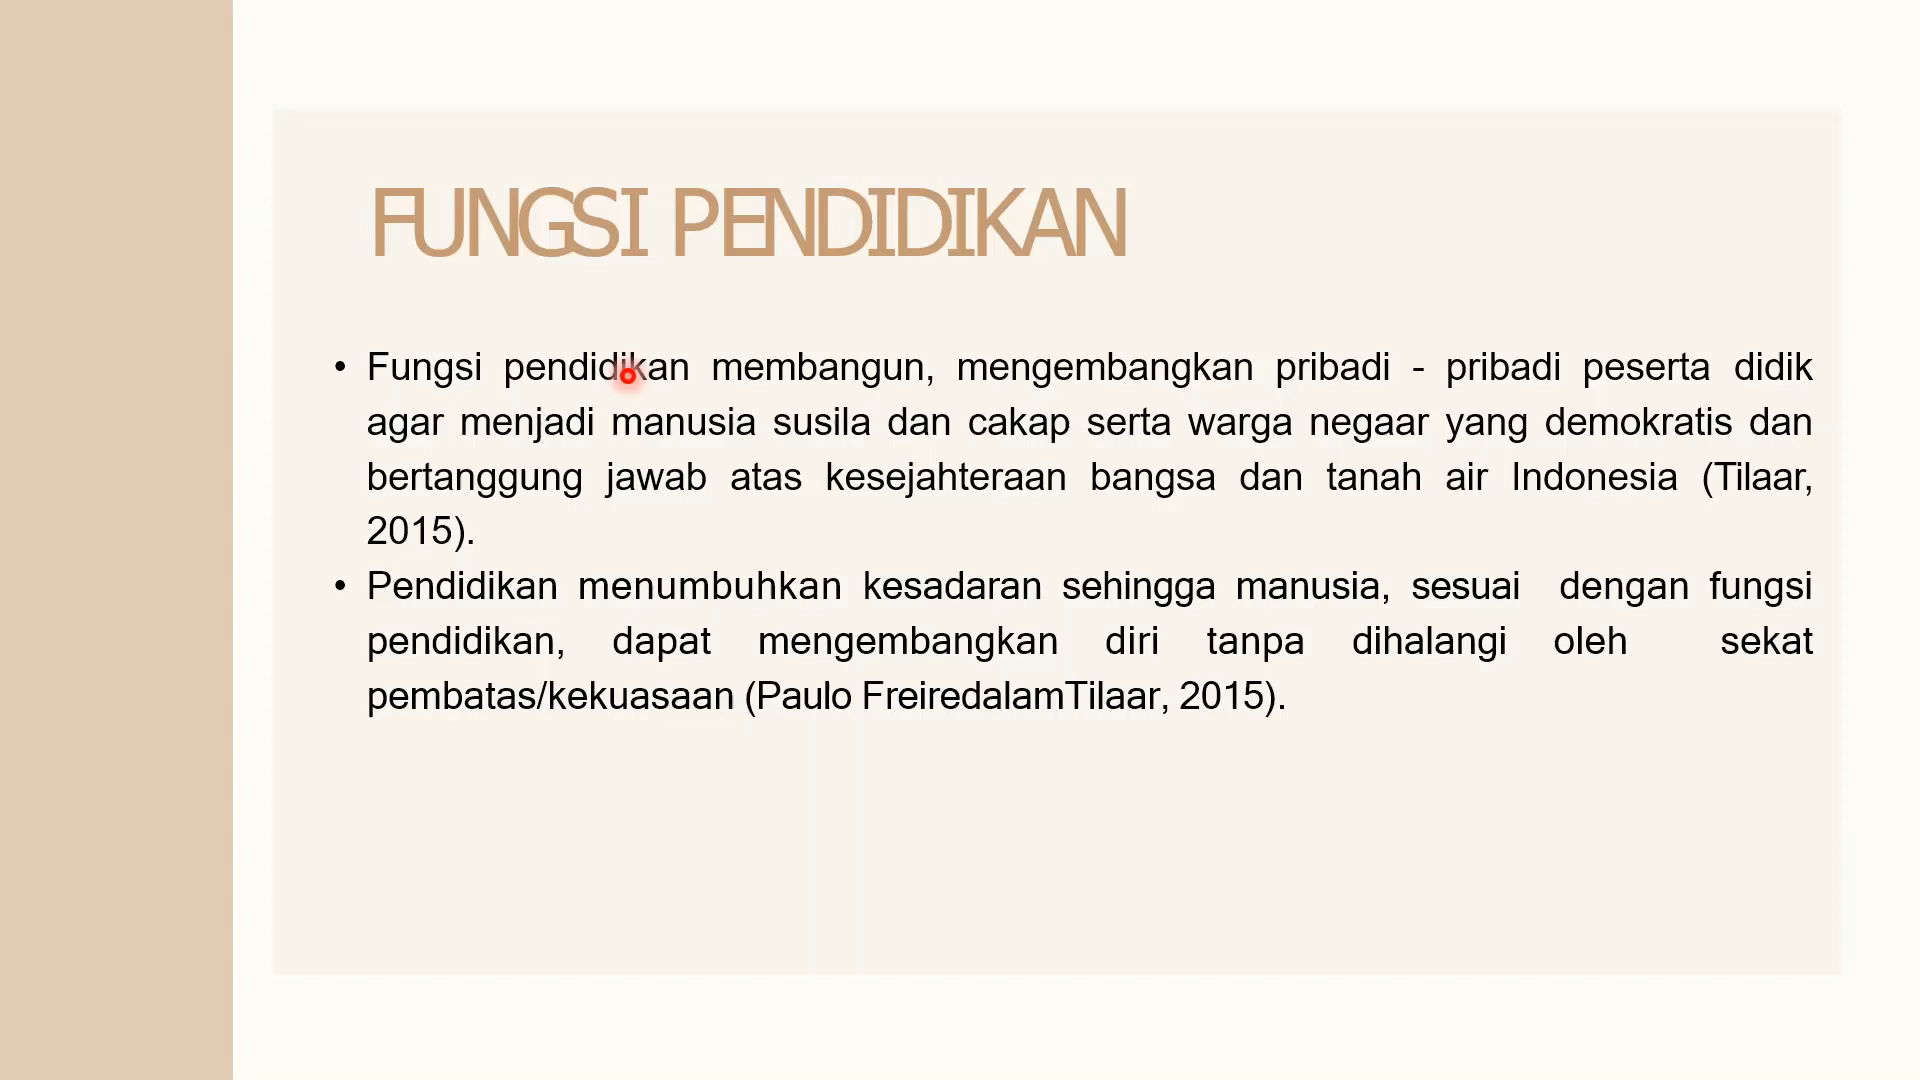 FUNGSI PENDIDIKAN
• Fungsi pendidikan membangun, mengembangkan pribadi - pribadi peserta didik
agar menjadi manusia susila dan cakap serta warga negaar yang demokratis dan
bertanggung jawab atas kesejahteraan bangsa dan tanah air Indonesia (Tilaar,
2015).
• Pendidikan menumbuhkan kesadaran sehingga manusia, sesuai dengan fungsi
pendidikan, dapat mengembangkan diri tanpa dihalangi oleh sekat
pembatas/kekuasaan (Paulo FreiredalamTilaar, 2015).